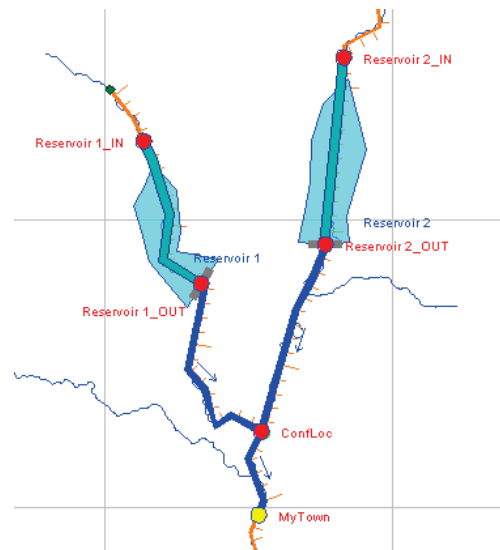 Reservoir 2_IN
Reservoir 1_IN
Reservoir 2
Reservoir 2_OUT
Reservoir 1
Reservoir 1_OUT
ConfLoc
MyTown